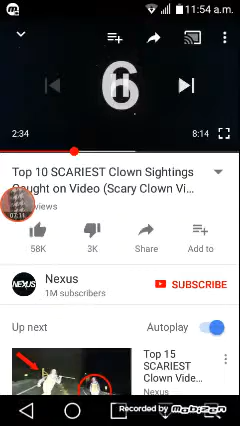 11:54 a.m.
6
2:34
8:14
Top 10 SCARIEST Clown Sightings
Caught on Video (Scary Clown Vi...
views
07:11
58K
3K
Share
Add to
NEXUS
Nexus
1M subscribers
SUBSCRIBE
Up next
Autoplay
Top 15
SCARIEST
Clown Vide...
Recorded by mobizen